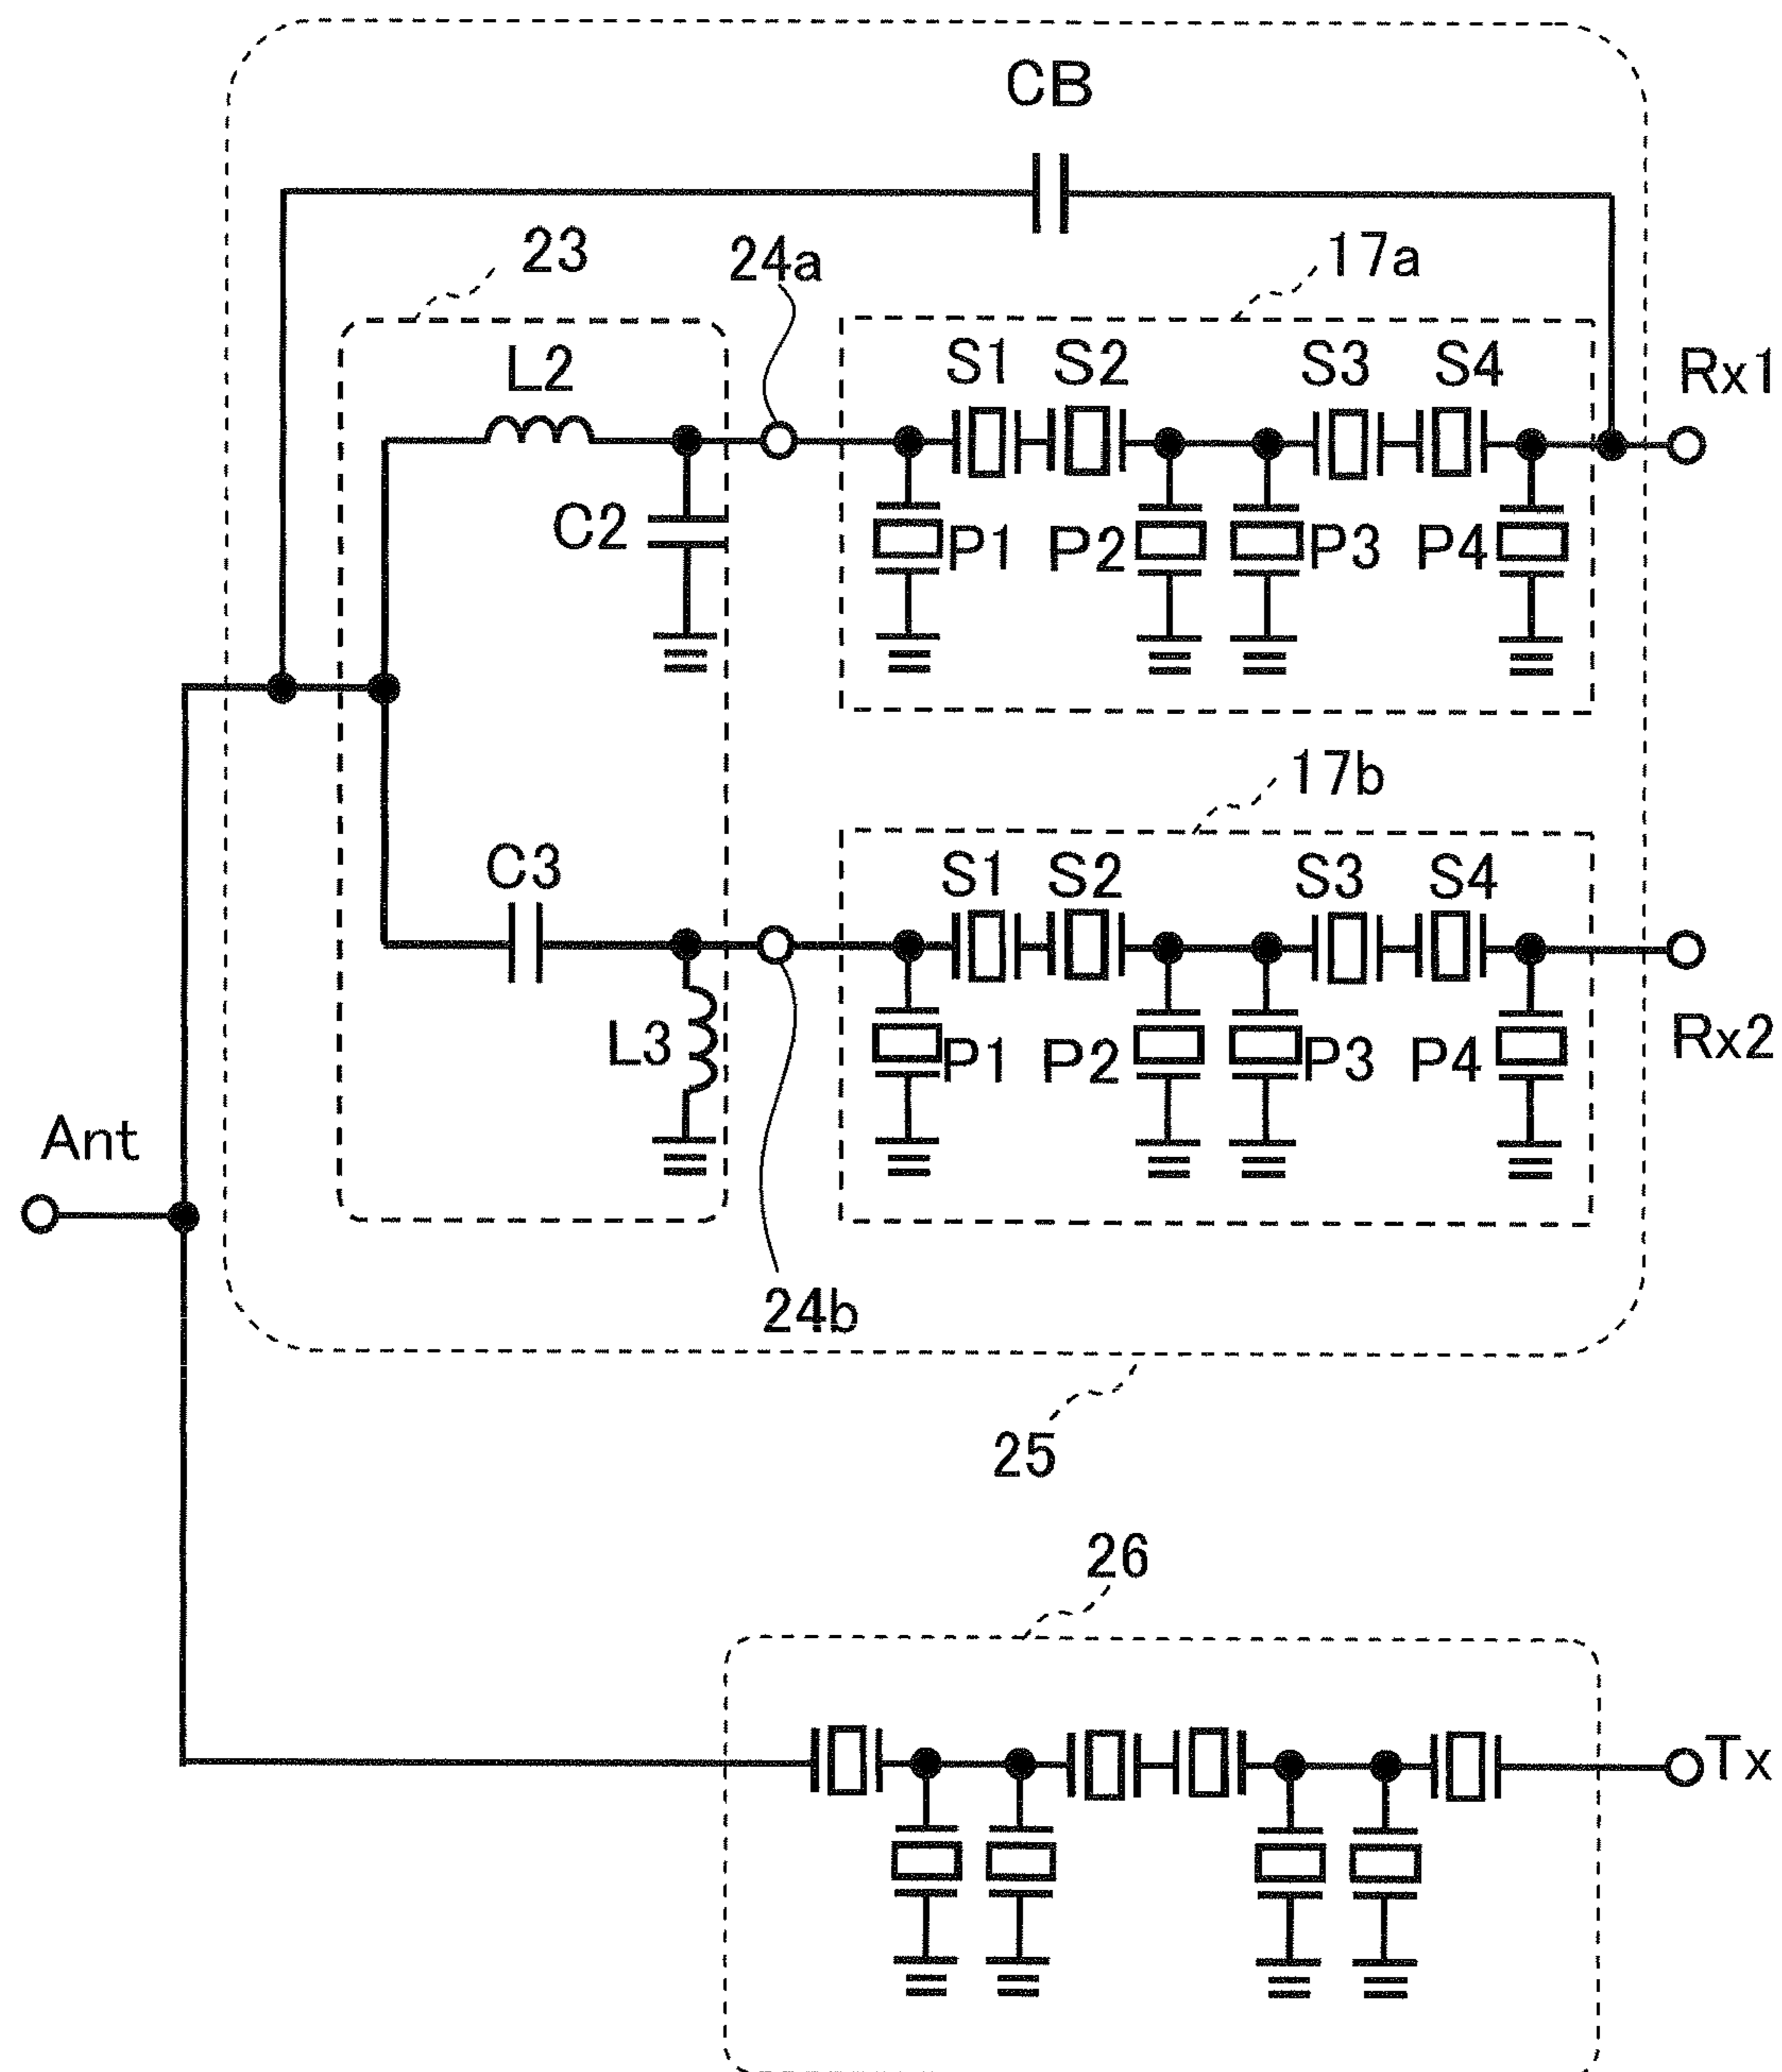 CB
23
24a
17a
L2
S1 S2 S3 S4
Rx1
C2
P1 P2 P3 P4
17b
C3
S1 S2 S3 S4
L3
P1 P2 P3 P4
Rx2
Ant
24b
25
26
Tx